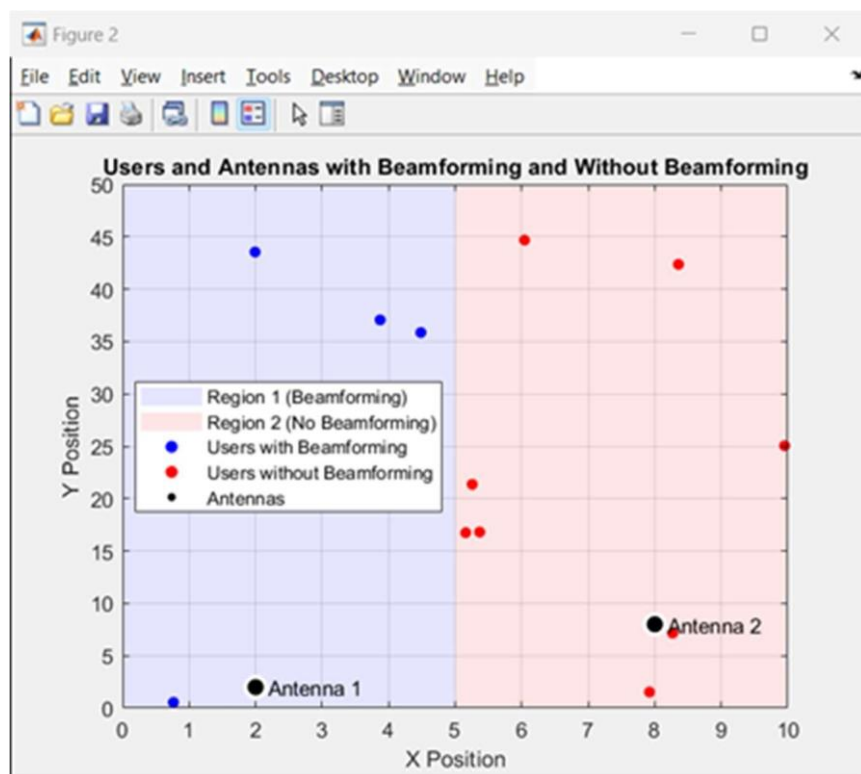 Figure 2
File Edit View Insert Tools Desktop Window Help
Users and Antennas with Beamforming and Without Beamforming
50
45
40
35
30
25
20
15
10
5
0
Y Position
Region 1 (Beamforming)
Region 2 (No Beamforming)
Users with Beamforming
Users without Beamforming
Antennas
Antenna 2
Antenna 1
0 1 2 3 4 5 6 7 8 9 10
X Position